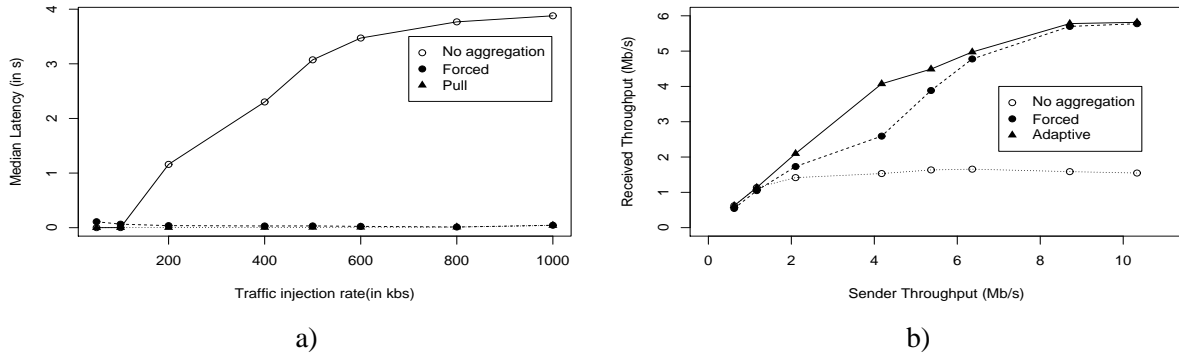 4
3
2
1
0
Median Latency (in s)
No aggregation
Forced
Pull
200
400
600
800
1000
Traffic injection rate(in kbs)
a)
6
5
4
3
2
1
0
Received Throughput (Mb/s)
No aggregation
Forced
Adaptive
0
2
4
6
8
10
Sender Throughput (Mb/s)
b)